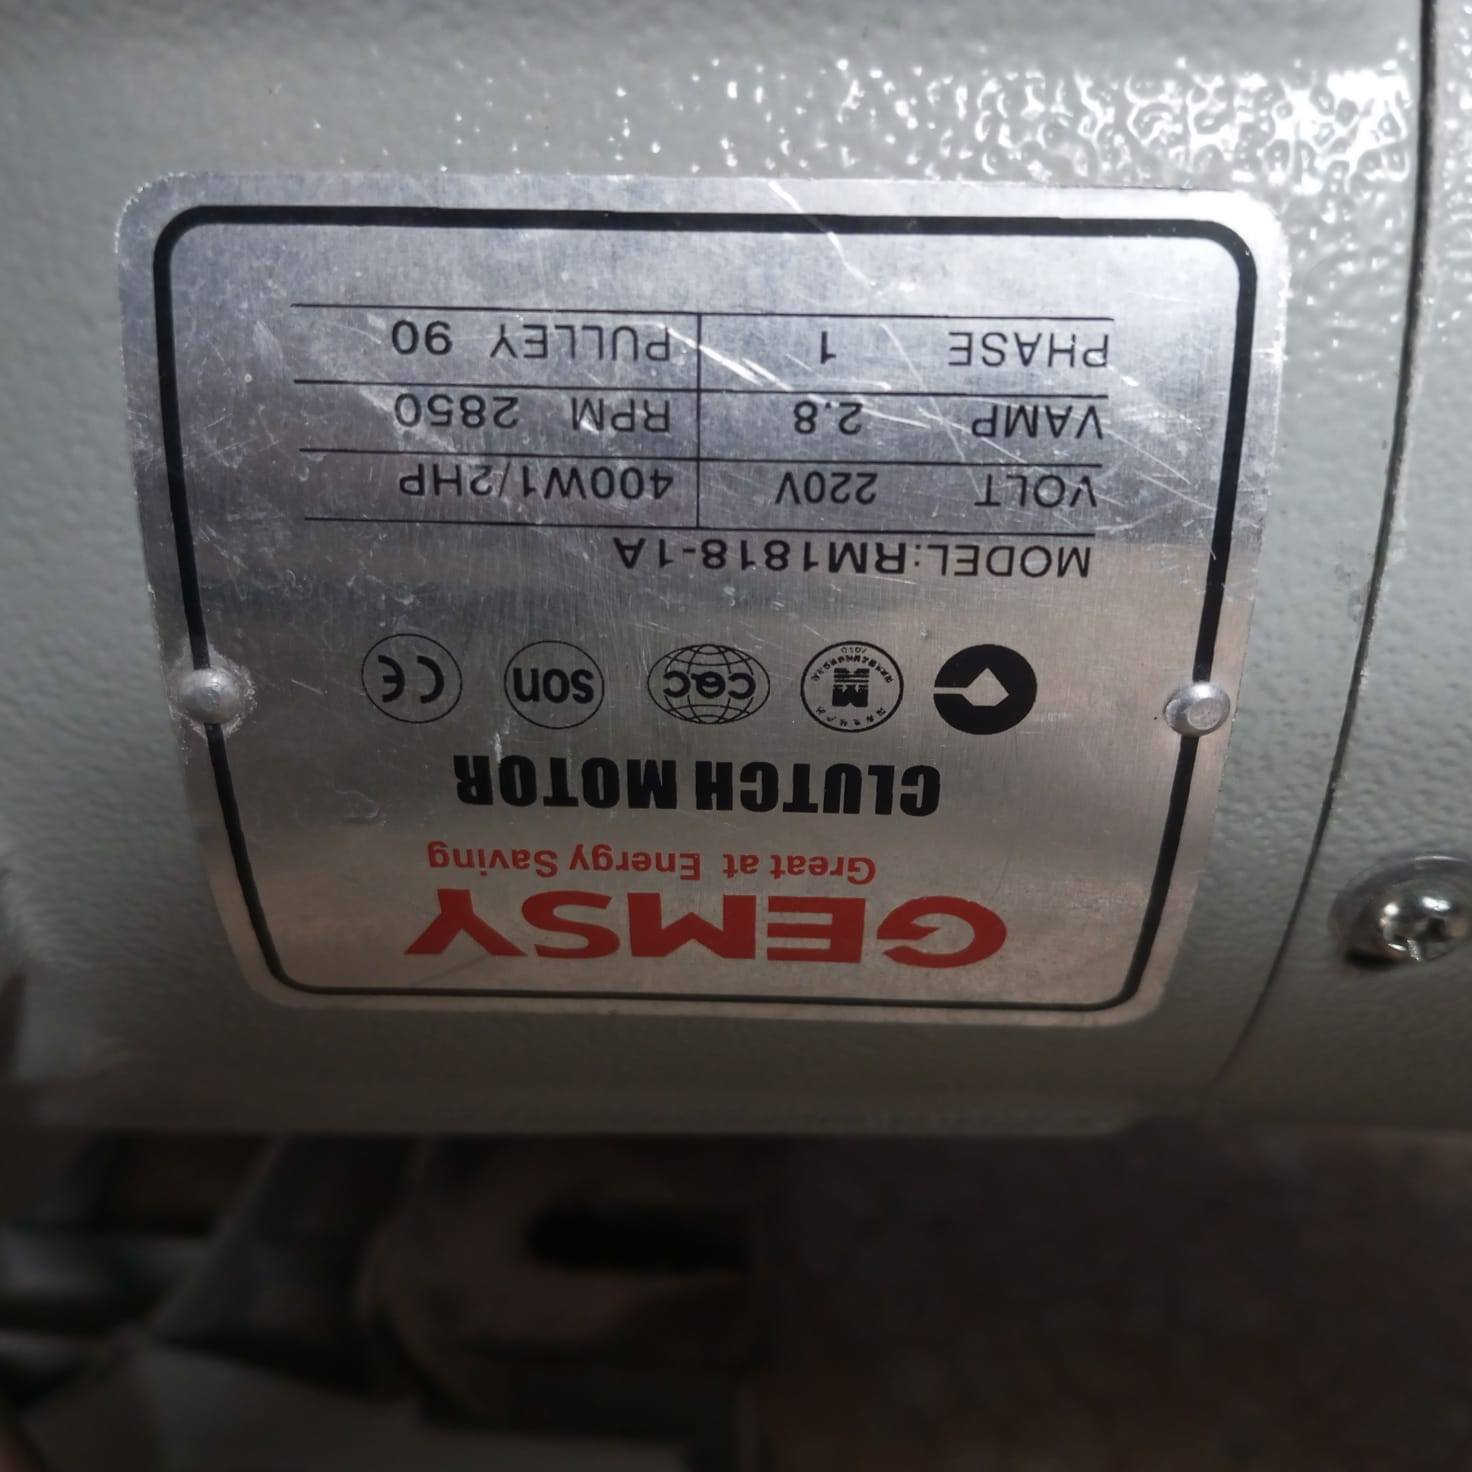 GEMSY
Great at Energy Saving
CLUTCH MOTOR
M CQC SON CE
MODEL:RM1818-1A
VOLT 220V 400W1/2HP
VAMP 2.8 RPM 2850
PHASE 1 PULLEY 90